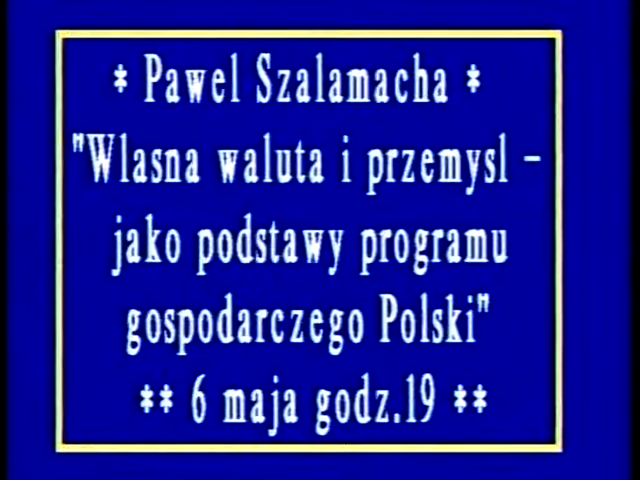 * Pawel Szalamacha *
"Wlasna waluta i przemysl -
jako podstawy programu
gospodarczego Polski"
** 6 maja godz.19 **